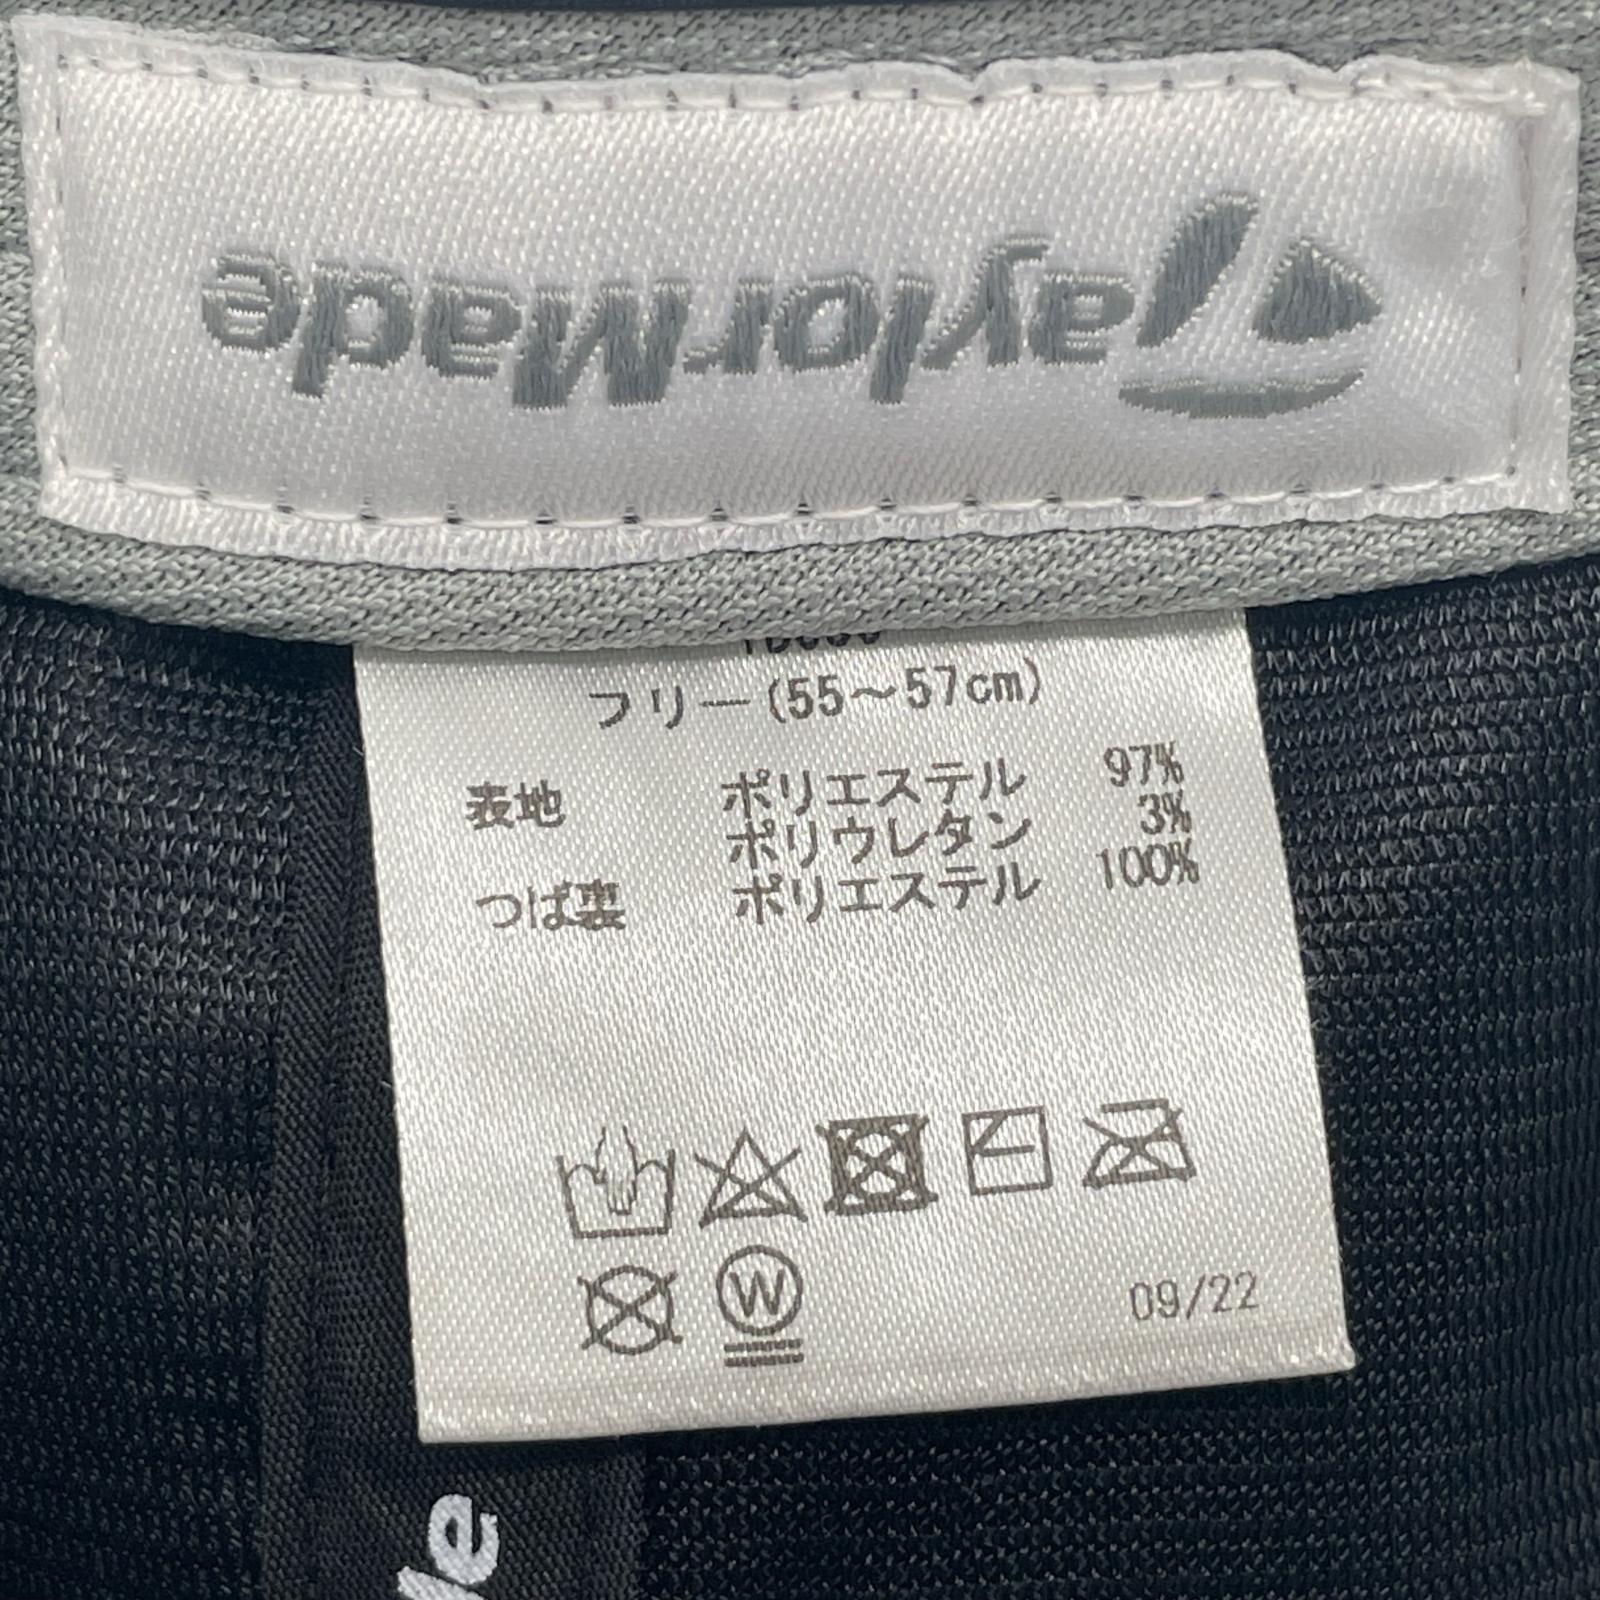 TaylorMade
フリー(55～57cm)
表地 ポリエステル 97%
ポリウレタン 3%
つば裏 ポリエステル 100%
W
09/22
de